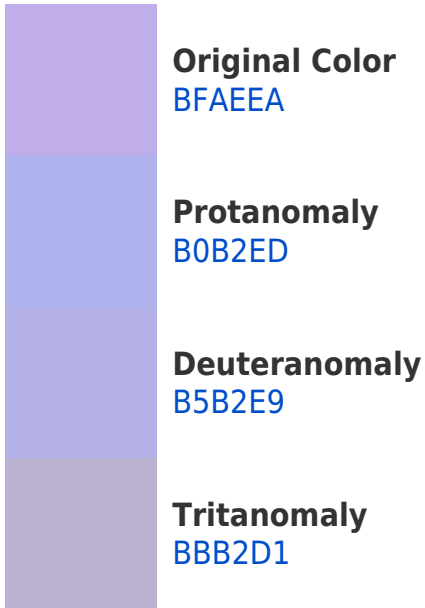 Original Color
BFAEEA
Protanomaly
B0B2ED
Deuteranomaly
B5B2E9
Tritanomaly
BBB2D1